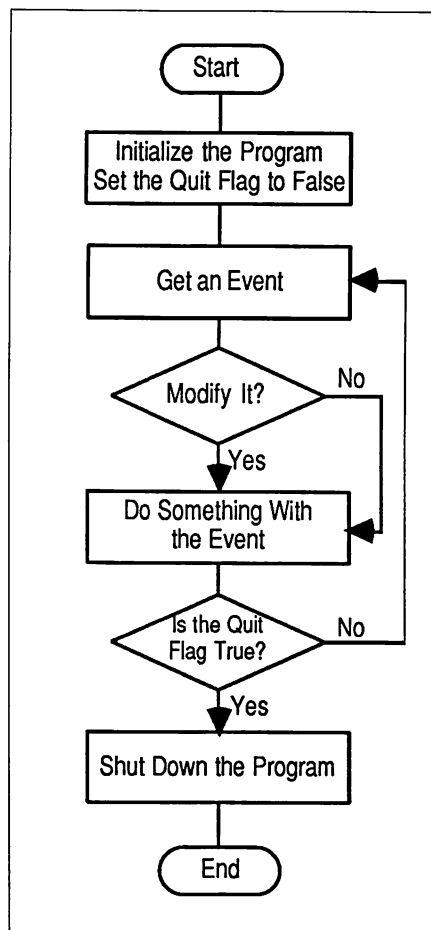 Start
Initialize the Program
Set the Quit Flag to False
Get an Event
Modify It?
No
Yes
Do Something With
the Event
Is the Quit
Flag True?
No
Yes
Shut Down the Program
End